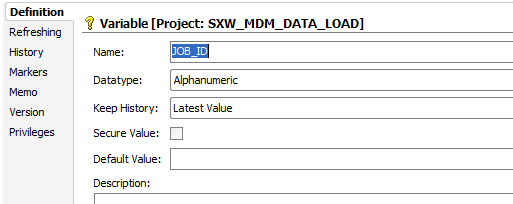 Definition
Refreshing
History
Markers
Memo
Version
Privileges
Variable [Project: SXW_MDM_DATA_LOAD]
Name: JOB_ID
Datatype: Alphanumeric
Keep History: Latest Value
Secure Value:
Default Value:
Description: